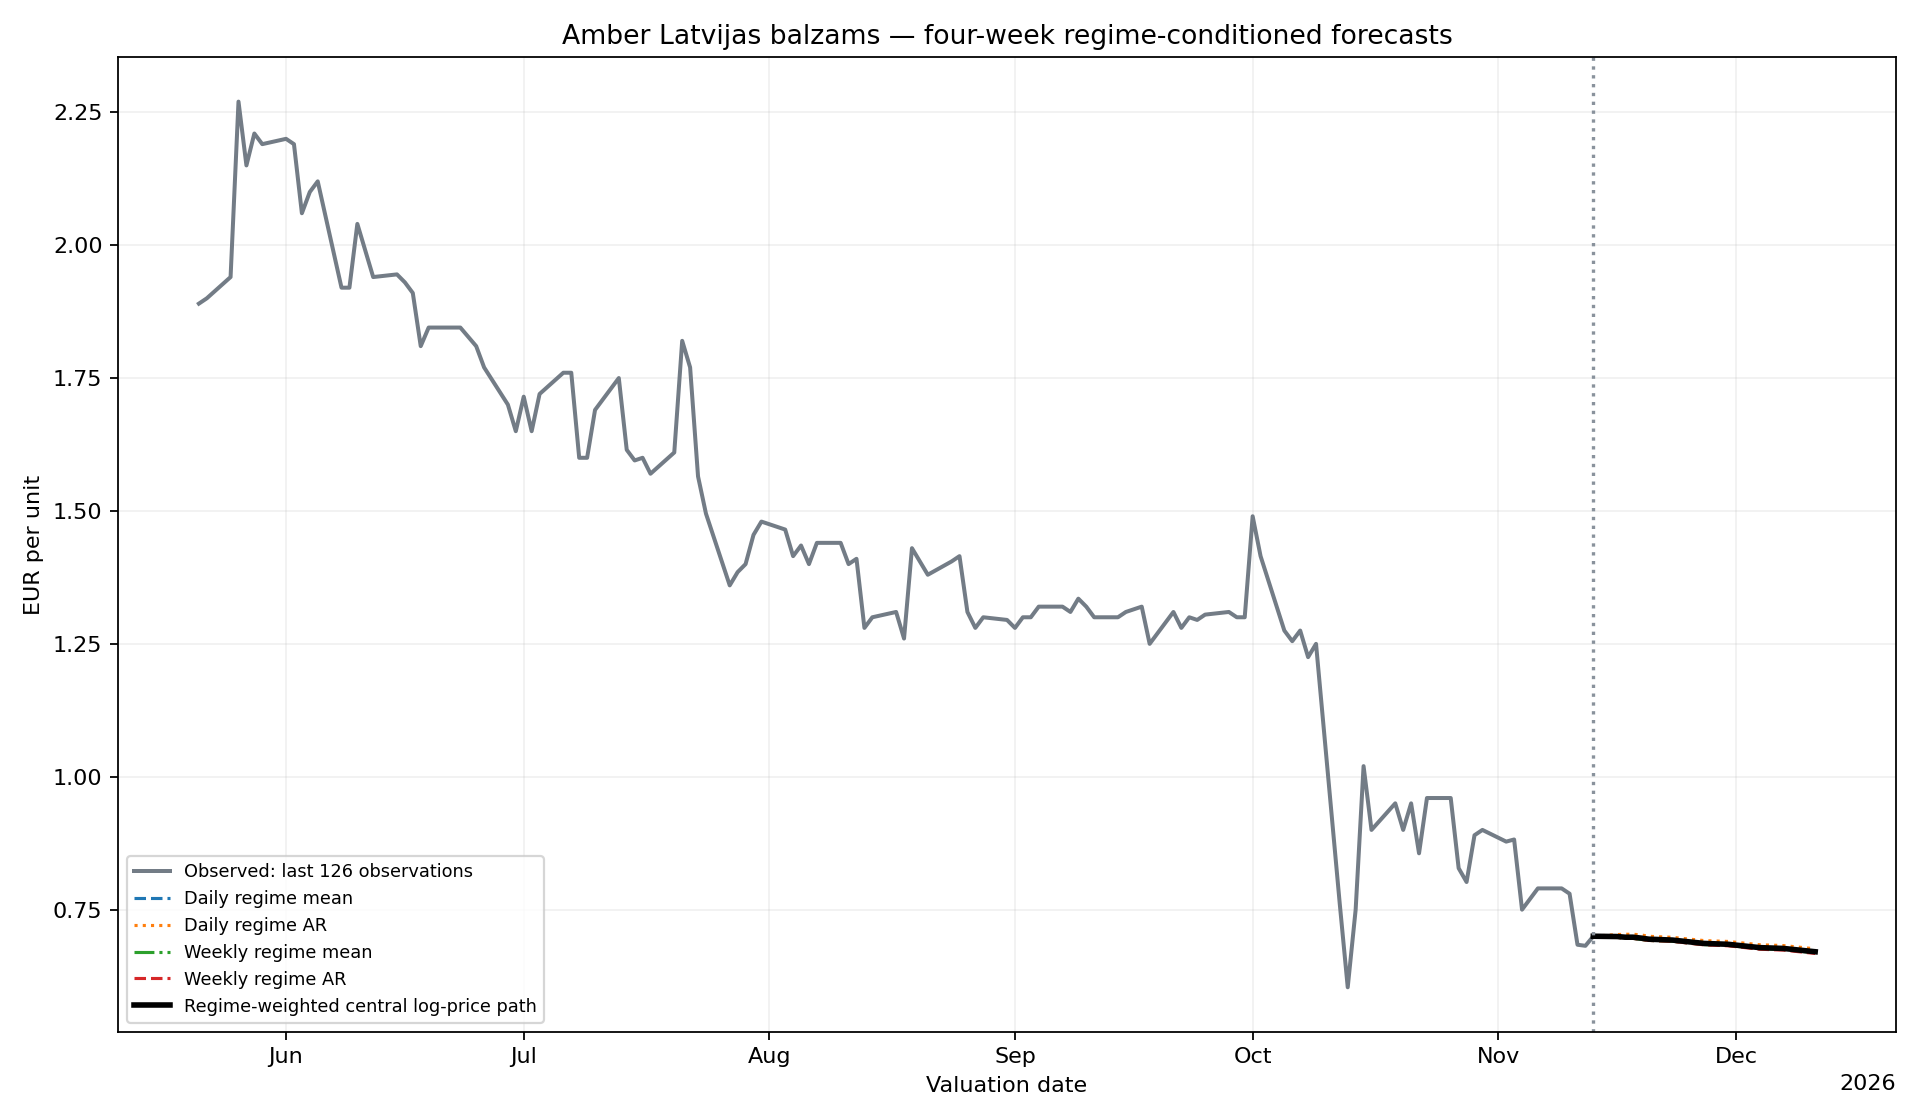 Amber Latvijas balzams — four-week regime-conditioned forecasts
EUR per unit
2.25
2.00
1.75
1.50
1.25
1.00
0.75
Observed: last 126 observations
Daily regime mean
Daily regime AR
Weekly regime mean
Weekly regime AR
Regime-weighted central log-price path
Jun
Jul
Aug
Sep
Oct
Nov
Dec
Valuation date
2026